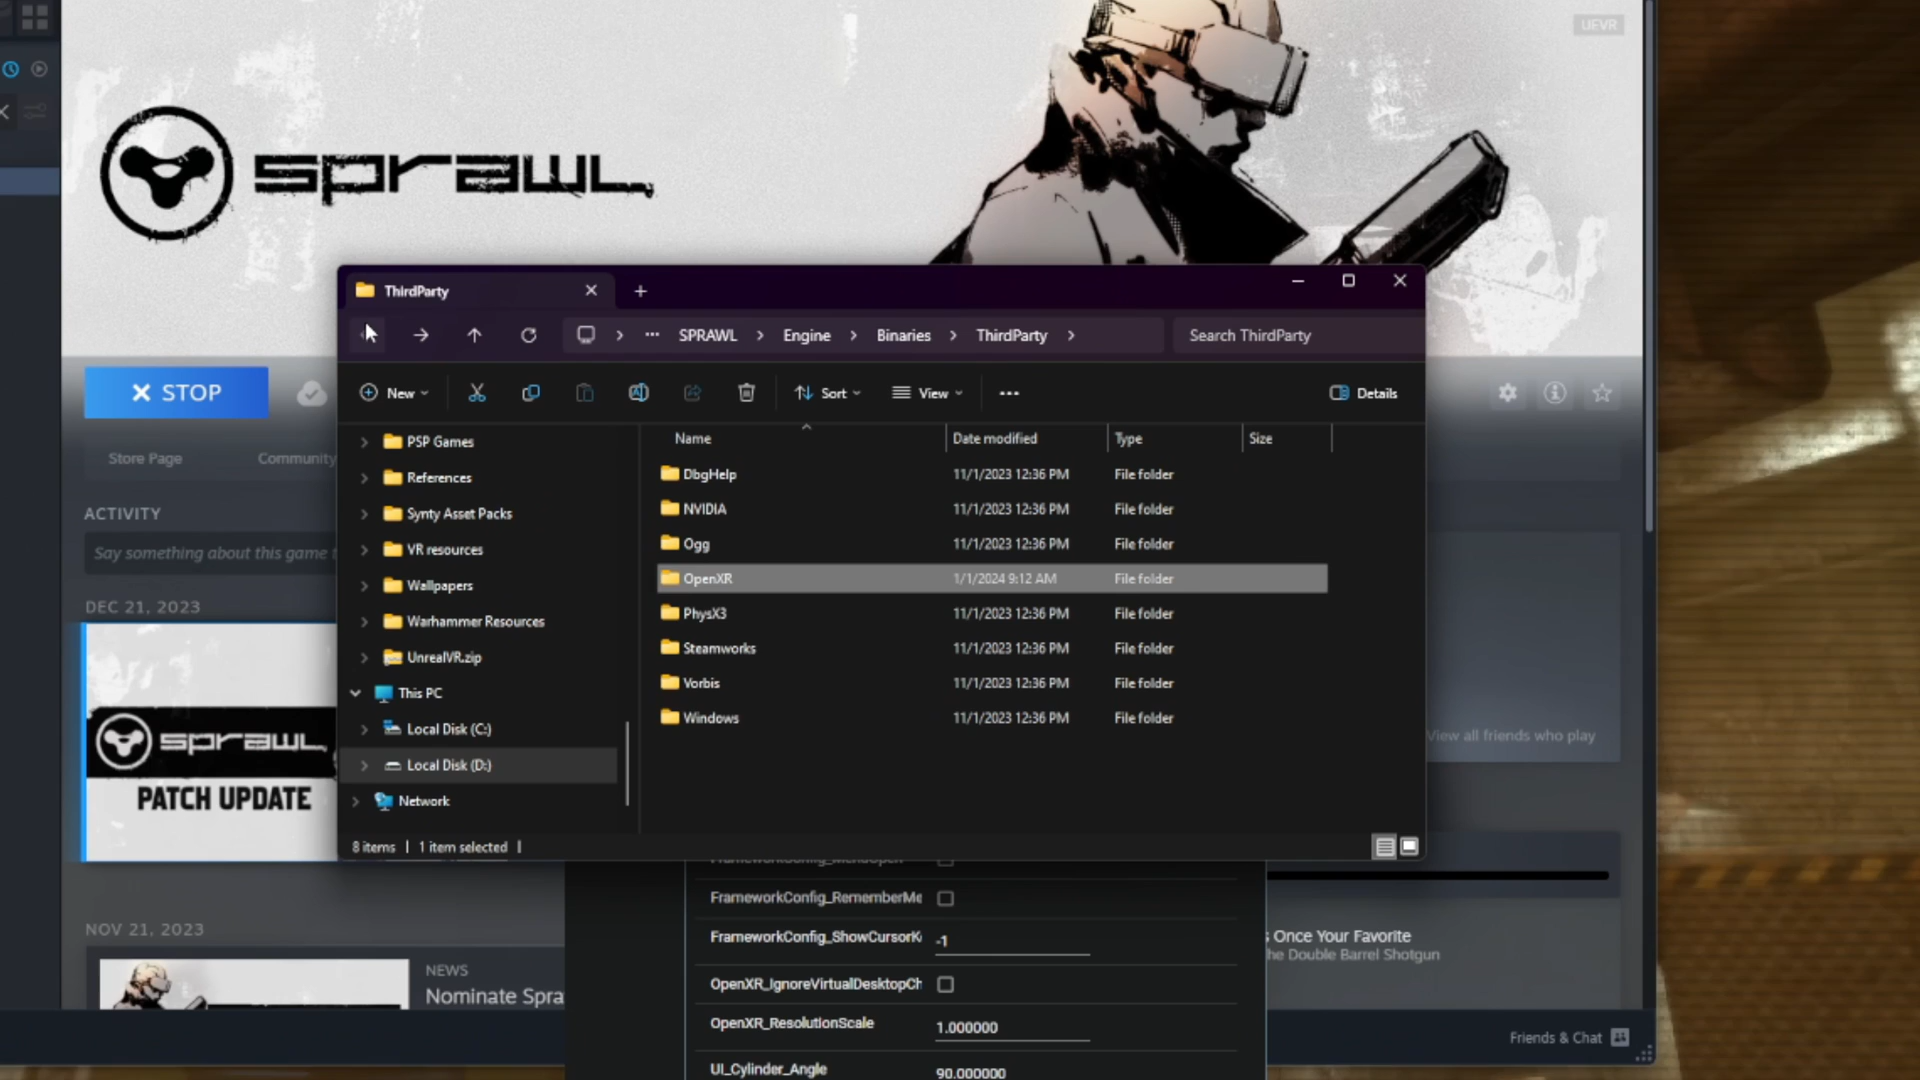 UEVR
sprawl
ThirdParty
SPRAWL > Engine > Binaries > ThirdParty >
Search ThirdParty
New
Sort
View
Details
STOP
Store Page
Community
ACTIVITY
Say something about this game t
DEC 21, 2023
sprawl
PATCH UPDATE
NOV 21, 2023
NEWS
Nominate Spra
PSP Games
References
Synty Asset Packs
VR resources
Wallpapers
Warhammer Resources
UnrealVR.zip
This PC
Local Disk (C:)
Local Disk (D:)
Network
Name Date modified Type Size
DbgHelp 11/1/2023 12:36 PM File folder
NVIDIA 11/1/2023 12:36 PM File folder
Ogg 11/1/2023 12:36 PM File folder
OpenXR 1/1/2024 9:12 AM File folder
PhysX3 11/1/2023 12:36 PM File folder
Steamworks 11/1/2023 12:36 PM File folder
Vorbis 11/1/2023 12:36 PM File folder
Windows 11/1/2023 12:36 PM File folder
8 items | 1 item selected |
View all friends who play
FrameworkConfig_RememberMe
FrameworkConfig_ShowCursorK -1
OpenXR_IgnoreVirtualDesktopCh
OpenXR_ResolutionScale 1.000000
UI_Cylinder_Angle 90.000000
s Once Your Favorite
he Double Barrel Shotgun
Friends & Chat